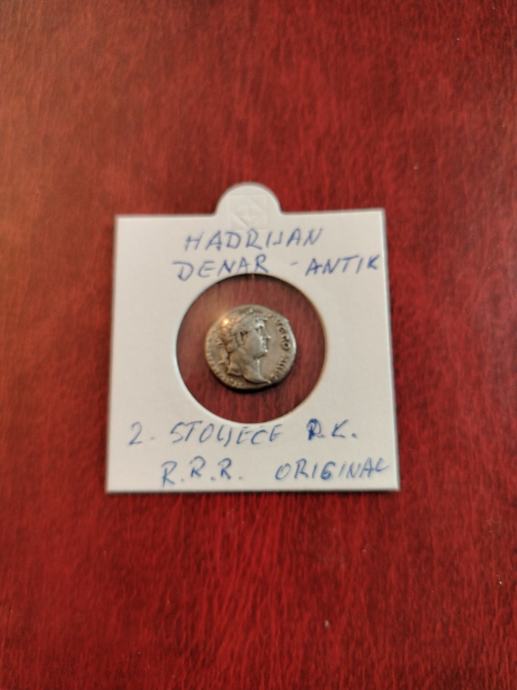 HADRIJAN
DENAR - ANTIK
2. STOLJEĆE P.K.
R.R.R. ORIGINAL